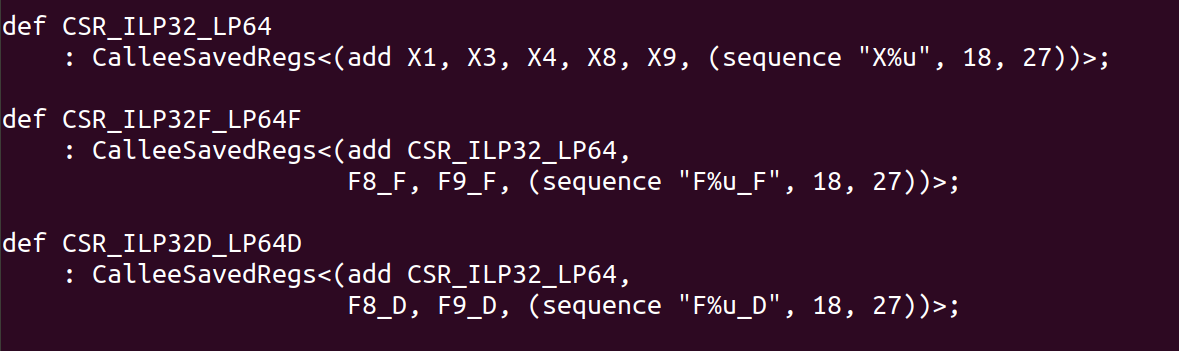 def CSR_ILP32_LP64
    : CalleeSavedRegs<(add X1, X3, X4, X8, X9, (sequence "X%u", 18, 27))>;

def CSR_ILP32F_LP64F
    : CalleeSavedRegs<(add CSR_ILP32_LP64,
                       F8_F, F9_F, (sequence "F%u_F", 18, 27))>;

def CSR_ILP32D_LP64D
    : CalleeSavedRegs<(add CSR_ILP32_LP64,
                       F8_D, F9_D, (sequence "F%u_D", 18, 27))>;